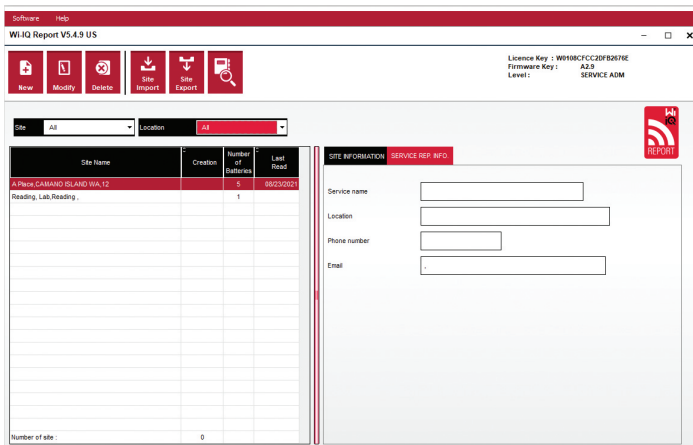 Software Help
Wi-IQ Report V5.4.9 US
New Modify Delete Site Import Site Export
Licence Key : W0108CFCC2DFB2676E
Firmware Key : A2.9
Level : SERVICE ADM
Site All Location All
Wi iQ
REPORT
Site Name Creation Number of Batteries Last Read
A Place,CAMANO ISLAND WA,12 5 08/23/2021
Reading, Lab,Reading , 1
Number of site : 0
SITE INFORMATION SERVICE REP. INFO..
Service name
Location
Phone number
Email ,